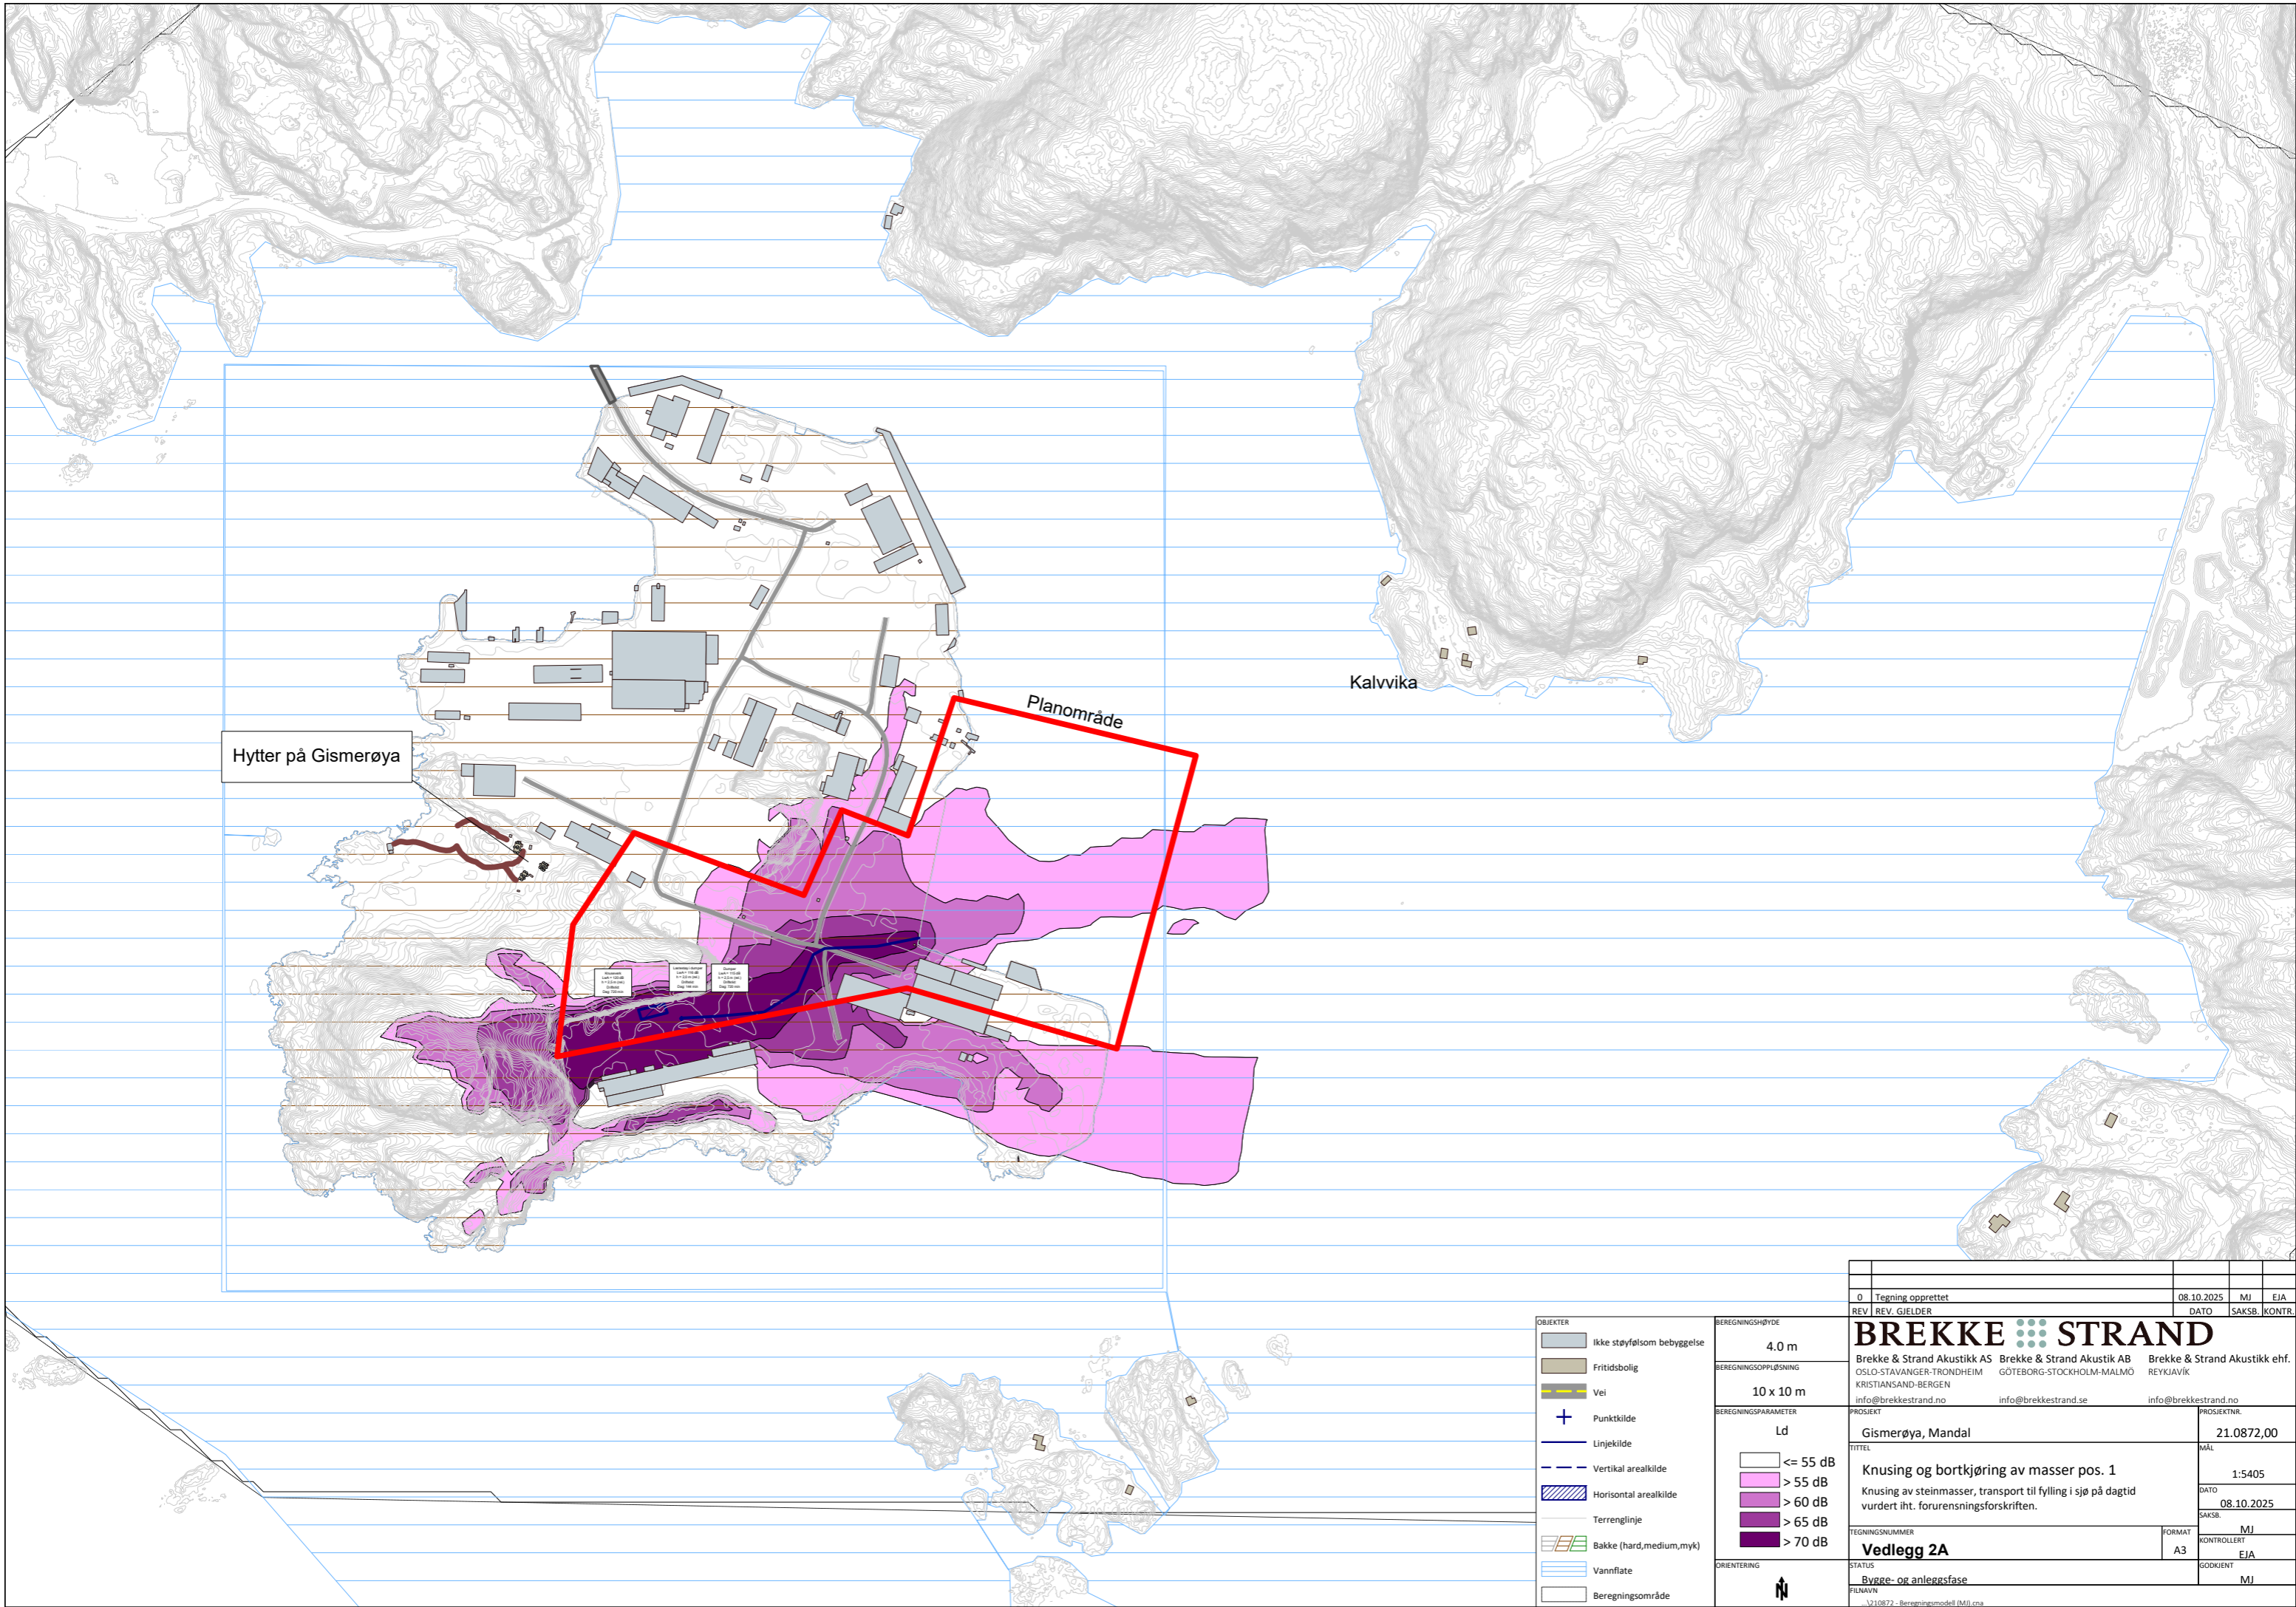 Planområde
Kalvvika
Hytter på Gismerøya
Knuseverk
Dumper
0 Tegning opprettet 08.10.2025 MJ EJA
REV REV. GJELDER DATO SAKSB. KONTR.
BREKKE STRAND
Brekke & Strand Akustikk AS Brekke & Strand Akustik AB Brekke & Strand Akustikk ehf.
OSLO-STAVANGER-TRONDHEIM GÖTEBORG-STOCKHOLM-MALMÖ REYKJAVÍK
KRISTIANSAND-BERGEN
info@brekkestrand.no info@brekkestrand.se info@brekkestrand.no
OBJEKTER
Ikke støyfølsom bebyggelse
Fritidsbolig
Vei
Punktkilde
Linjekilde
Vertikal arealkilde
Horisontal arealkilde
Terrenglinje
Bakke (hard,medium,myk)
Vannflate
Beregningsområde
BEREGNINGSHØYDE
4.0 m
BEREGNINGSOPPLØSNING
10 x 10 m
BEREGNINGSPARAMETER
Ld
<= 55 dB
> 55 dB
> 60 dB
> 65 dB
> 70 dB
ORIENTERING
N
PROSJEKT
Gismerøya, Mandal
PROSJEKTNR.
21.0872,00
TITTEL
Knusing og bortkjøring av masser pos. 1
Knusing av steinmasser, transport til fylling i sjø på dagtid
vurdert iht. forurensningsforskriften.
MÅL
1:5405
DATO
08.10.2025
SAKSB.
MJ
TEGNINGSNUMMER
Vedlegg 2A
FORMAT
A3
KONTROLLERT
EJA
STATUS
Bygge- og anleggsfase
GODKJENT
MJ
FILNAVN
...\210872 - Beregningsmodell (MJ).cna